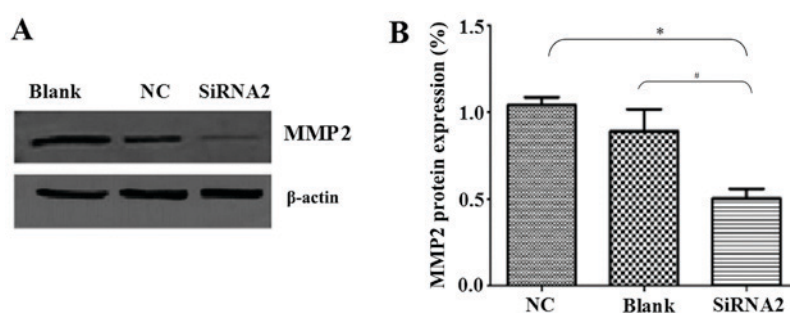 A
Blank NC SiRNA2
MMP2
β-actin
B
MMP2 protein expression (%)
1.5
1.0
0.5
0.0
*
#
NC Blank SiRNA2